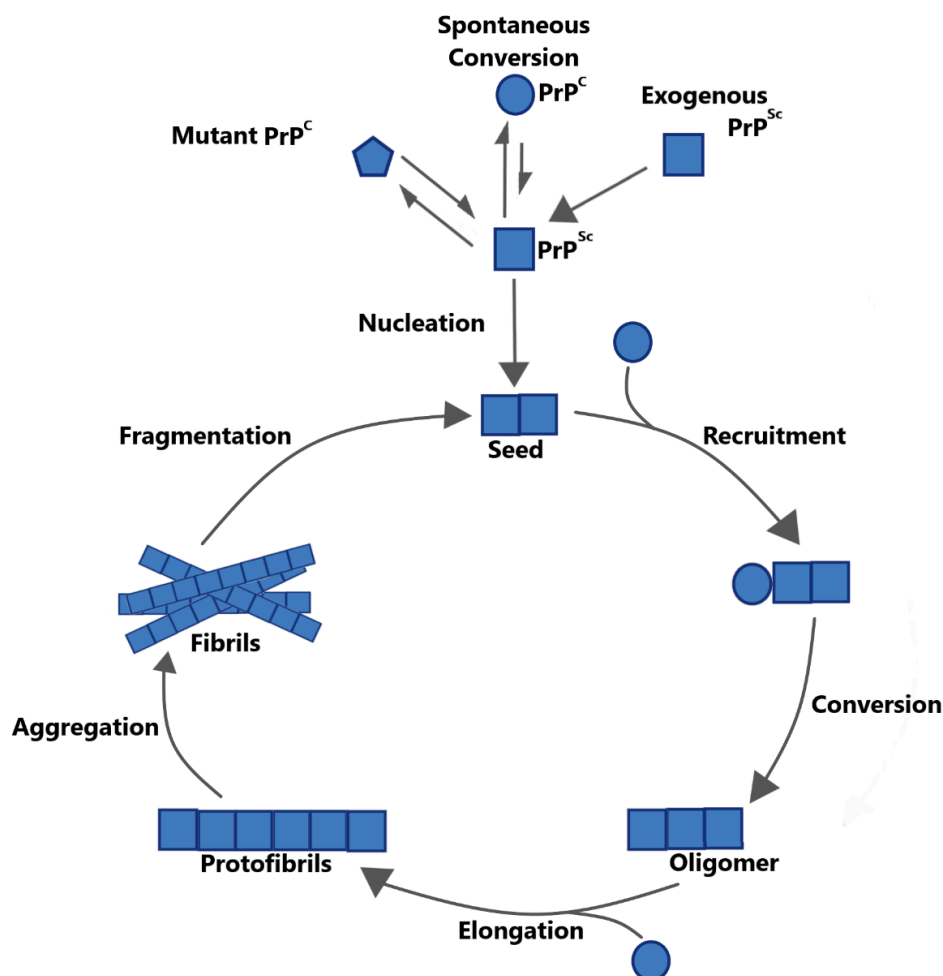 Spontaneous
Conversion
PrP^C
Exogenous
PrP^Sc
Mutant PrP^C
PrP^Sc
Nucleation
Fragmentation
Seed
Recruitment
Fibrils
Conversion
Aggregation
Protofibrils
Oligomer
Elongation